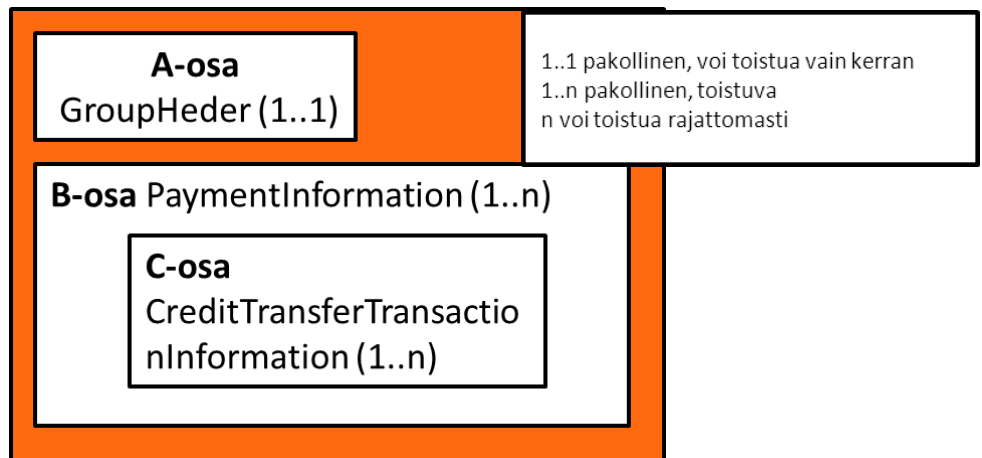 A-osa
GroupHeder (1..1)
1..1 pakollinen, voi toistua vain kerran
1..n pakollinen, toistuva
n voi toistua rajattomasti
B-osa PaymentInformation (1..n)
C-osa
CreditTransferTransactio
nInformation (1..n)